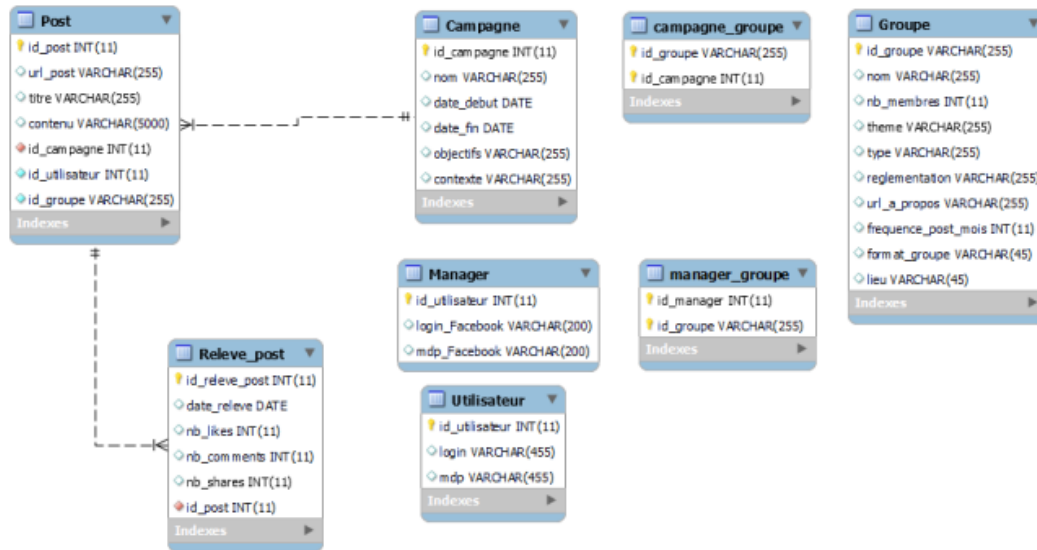 Post
id_post INT(11)
url_post VARCHAR(255)
titre VARCHAR(255)
contenu VARCHAR(5000)
id_campagne INT(11)
id_utilisateur INT(11)
id_groupe VARCHAR(255)
Indexes
Campagne
id_campagne INT(11)
nom VARCHAR(255)
date_debut DATE
date_fin DATE
objectifs VARCHAR(255)
contexte VARCHAR(255)
Indexes
campagne_groupe
id_groupe VARCHAR(255)
id_campagne INT(11)
Indexes
Groupe
id_groupe VARCHAR(255)
nom VARCHAR(255)
nb_membres INT(11)
theme VARCHAR(255)
type VARCHAR(255)
reglementation VARCHAR(255)
url_a_propos VARCHAR(255)
frequence_post_mois INT(11)
format_groupe VARCHAR(45)
lieu VARCHAR(45)
Indexes
Manager
id_utilisateur INT(11)
login_Facebook VARCHAR(200)
mdp_Facebook VARCHAR(200)
manager_groupe
id_manager INT(11)
id_groupe VARCHAR(255)
Indexes
Releve_post
id_releve_post INT(11)
date_releve DATE
nb_likes INT(11)
nb_comments INT(11)
nb_shares INT(11)
id_post INT(11)
Indexes
Utilisateur
id_utilisateur INT(11)
login VARCHAR(455)
mdp VARCHAR(455)
Indexes